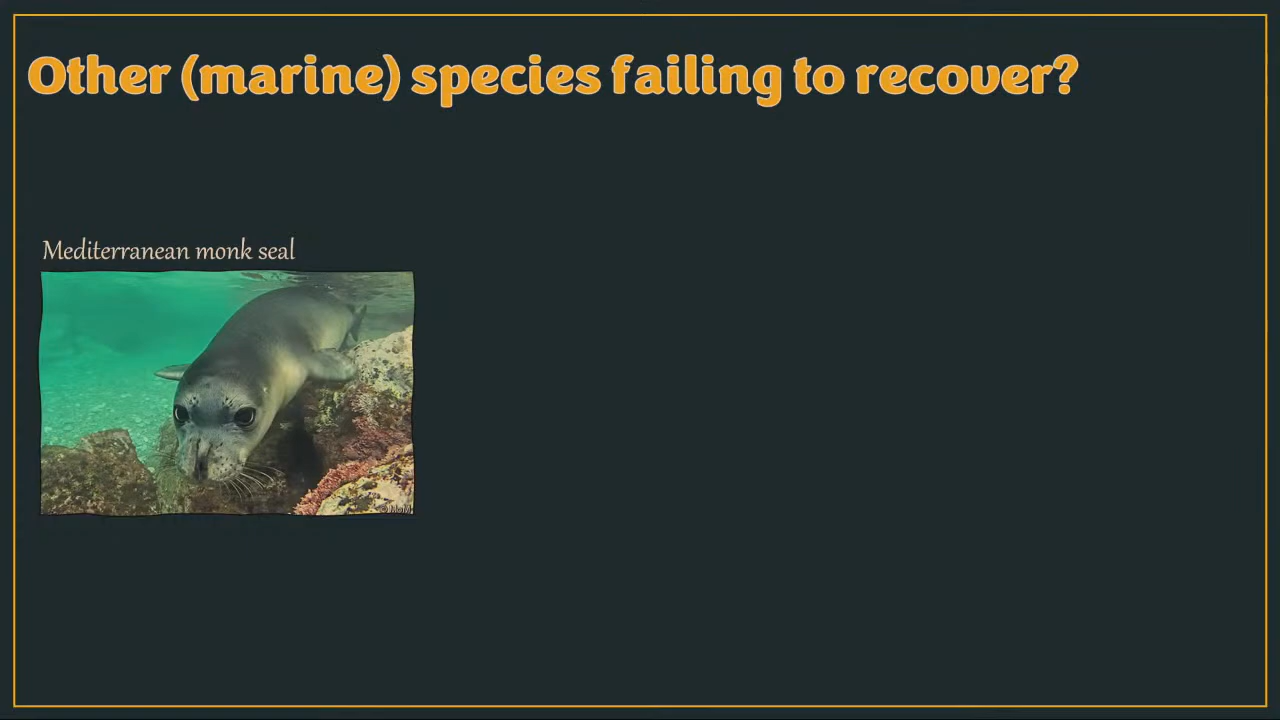 Other (marine) species failing to recover?
Mediterranean monk seal